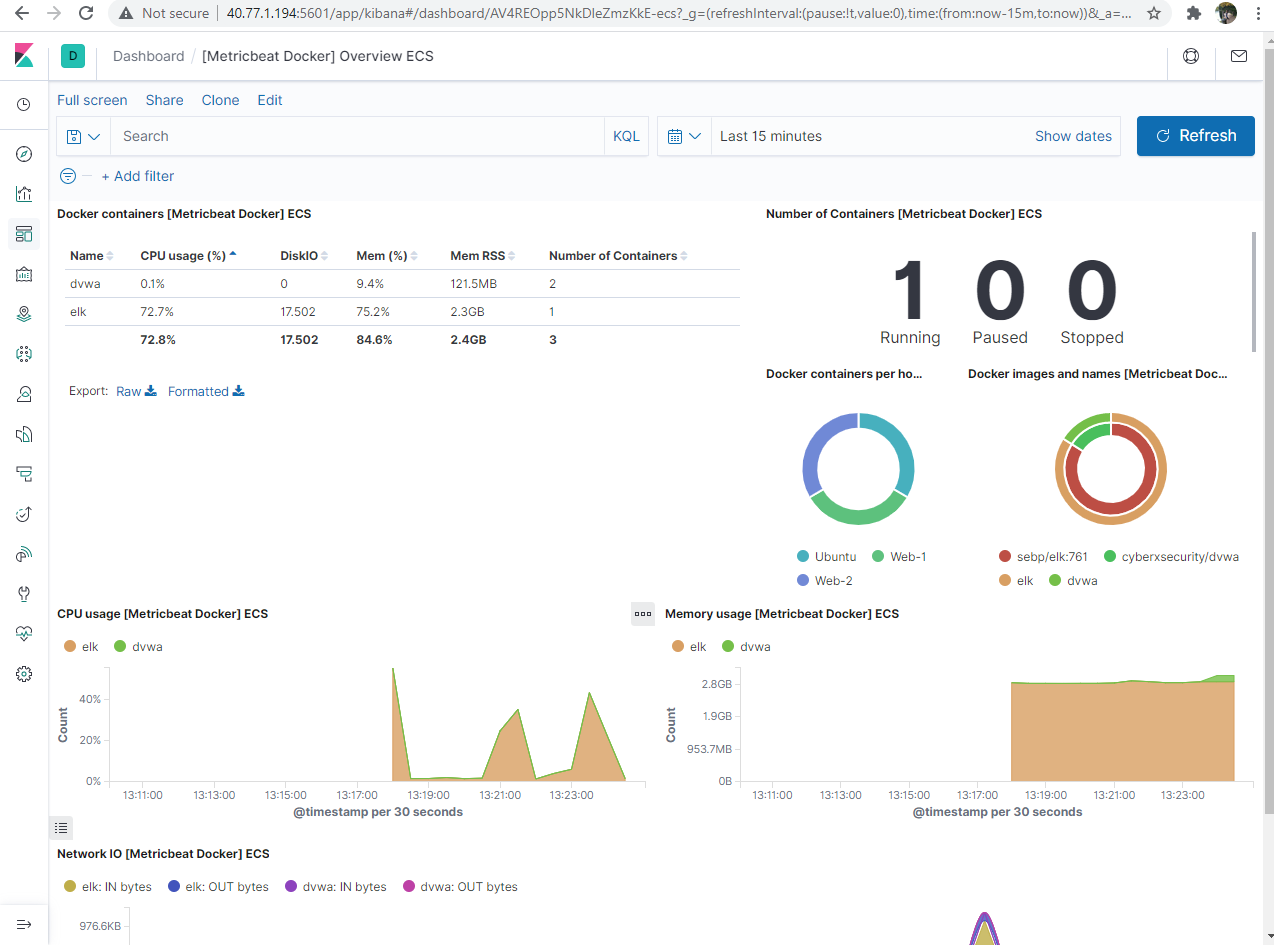 Not secure 40.77.1.194:5601/app/kibana#/dashboard/AV4REOpp5NkDleZmzKkE-ecs?_g=(refreshInterval:(pause:!t,value:0),time:(from:now-15m,to:now))&_a=...
D Dashboard / [Metricbeat Docker] Overview ECS
Full screen Share Clone Edit
Search KQL Last 15 minutes Show dates Refresh
+ Add filter
Docker containers [Metricbeat Docker] ECS
Name CPU usage (%) DiskIO Mem (%) Mem RSS Number of Containers
dvwa 0.1% 0 9.4% 121.5MB 2
elk 72.7% 17.502 75.2% 2.3GB 1
72.8% 17.502 84.6% 2.4GB 3
Export: Raw Formatted
Number of Containers [Metricbeat Docker] ECS
1 0 0
Running Paused Stopped
Docker containers per ho...
Ubuntu Web-1
Web-2
Docker images and names [Metricbeat Doc...
sebp/elk:761 cyberxsecurity/dvwa
elk dvwa
CPU usage [Metricbeat Docker] ECS
elk dvwa
Count
40%
20%
0%
13:11:00 13:13:00 13:15:00 13:17:00 13:19:00 13:21:00 13:23:00
@timestamp per 30 seconds
Memory usage [Metricbeat Docker] ECS
elk dvwa
Count
2.8GB
1.9GB
953.7MB
0B
13:11:00 13:13:00 13:15:00 13:17:00 13:19:00 13:21:00 13:23:00
@timestamp per 30 seconds
Network IO [Metricbeat Docker] ECS
elk: IN bytes elk: OUT bytes dvwa: IN bytes dvwa: OUT bytes
976.6KB